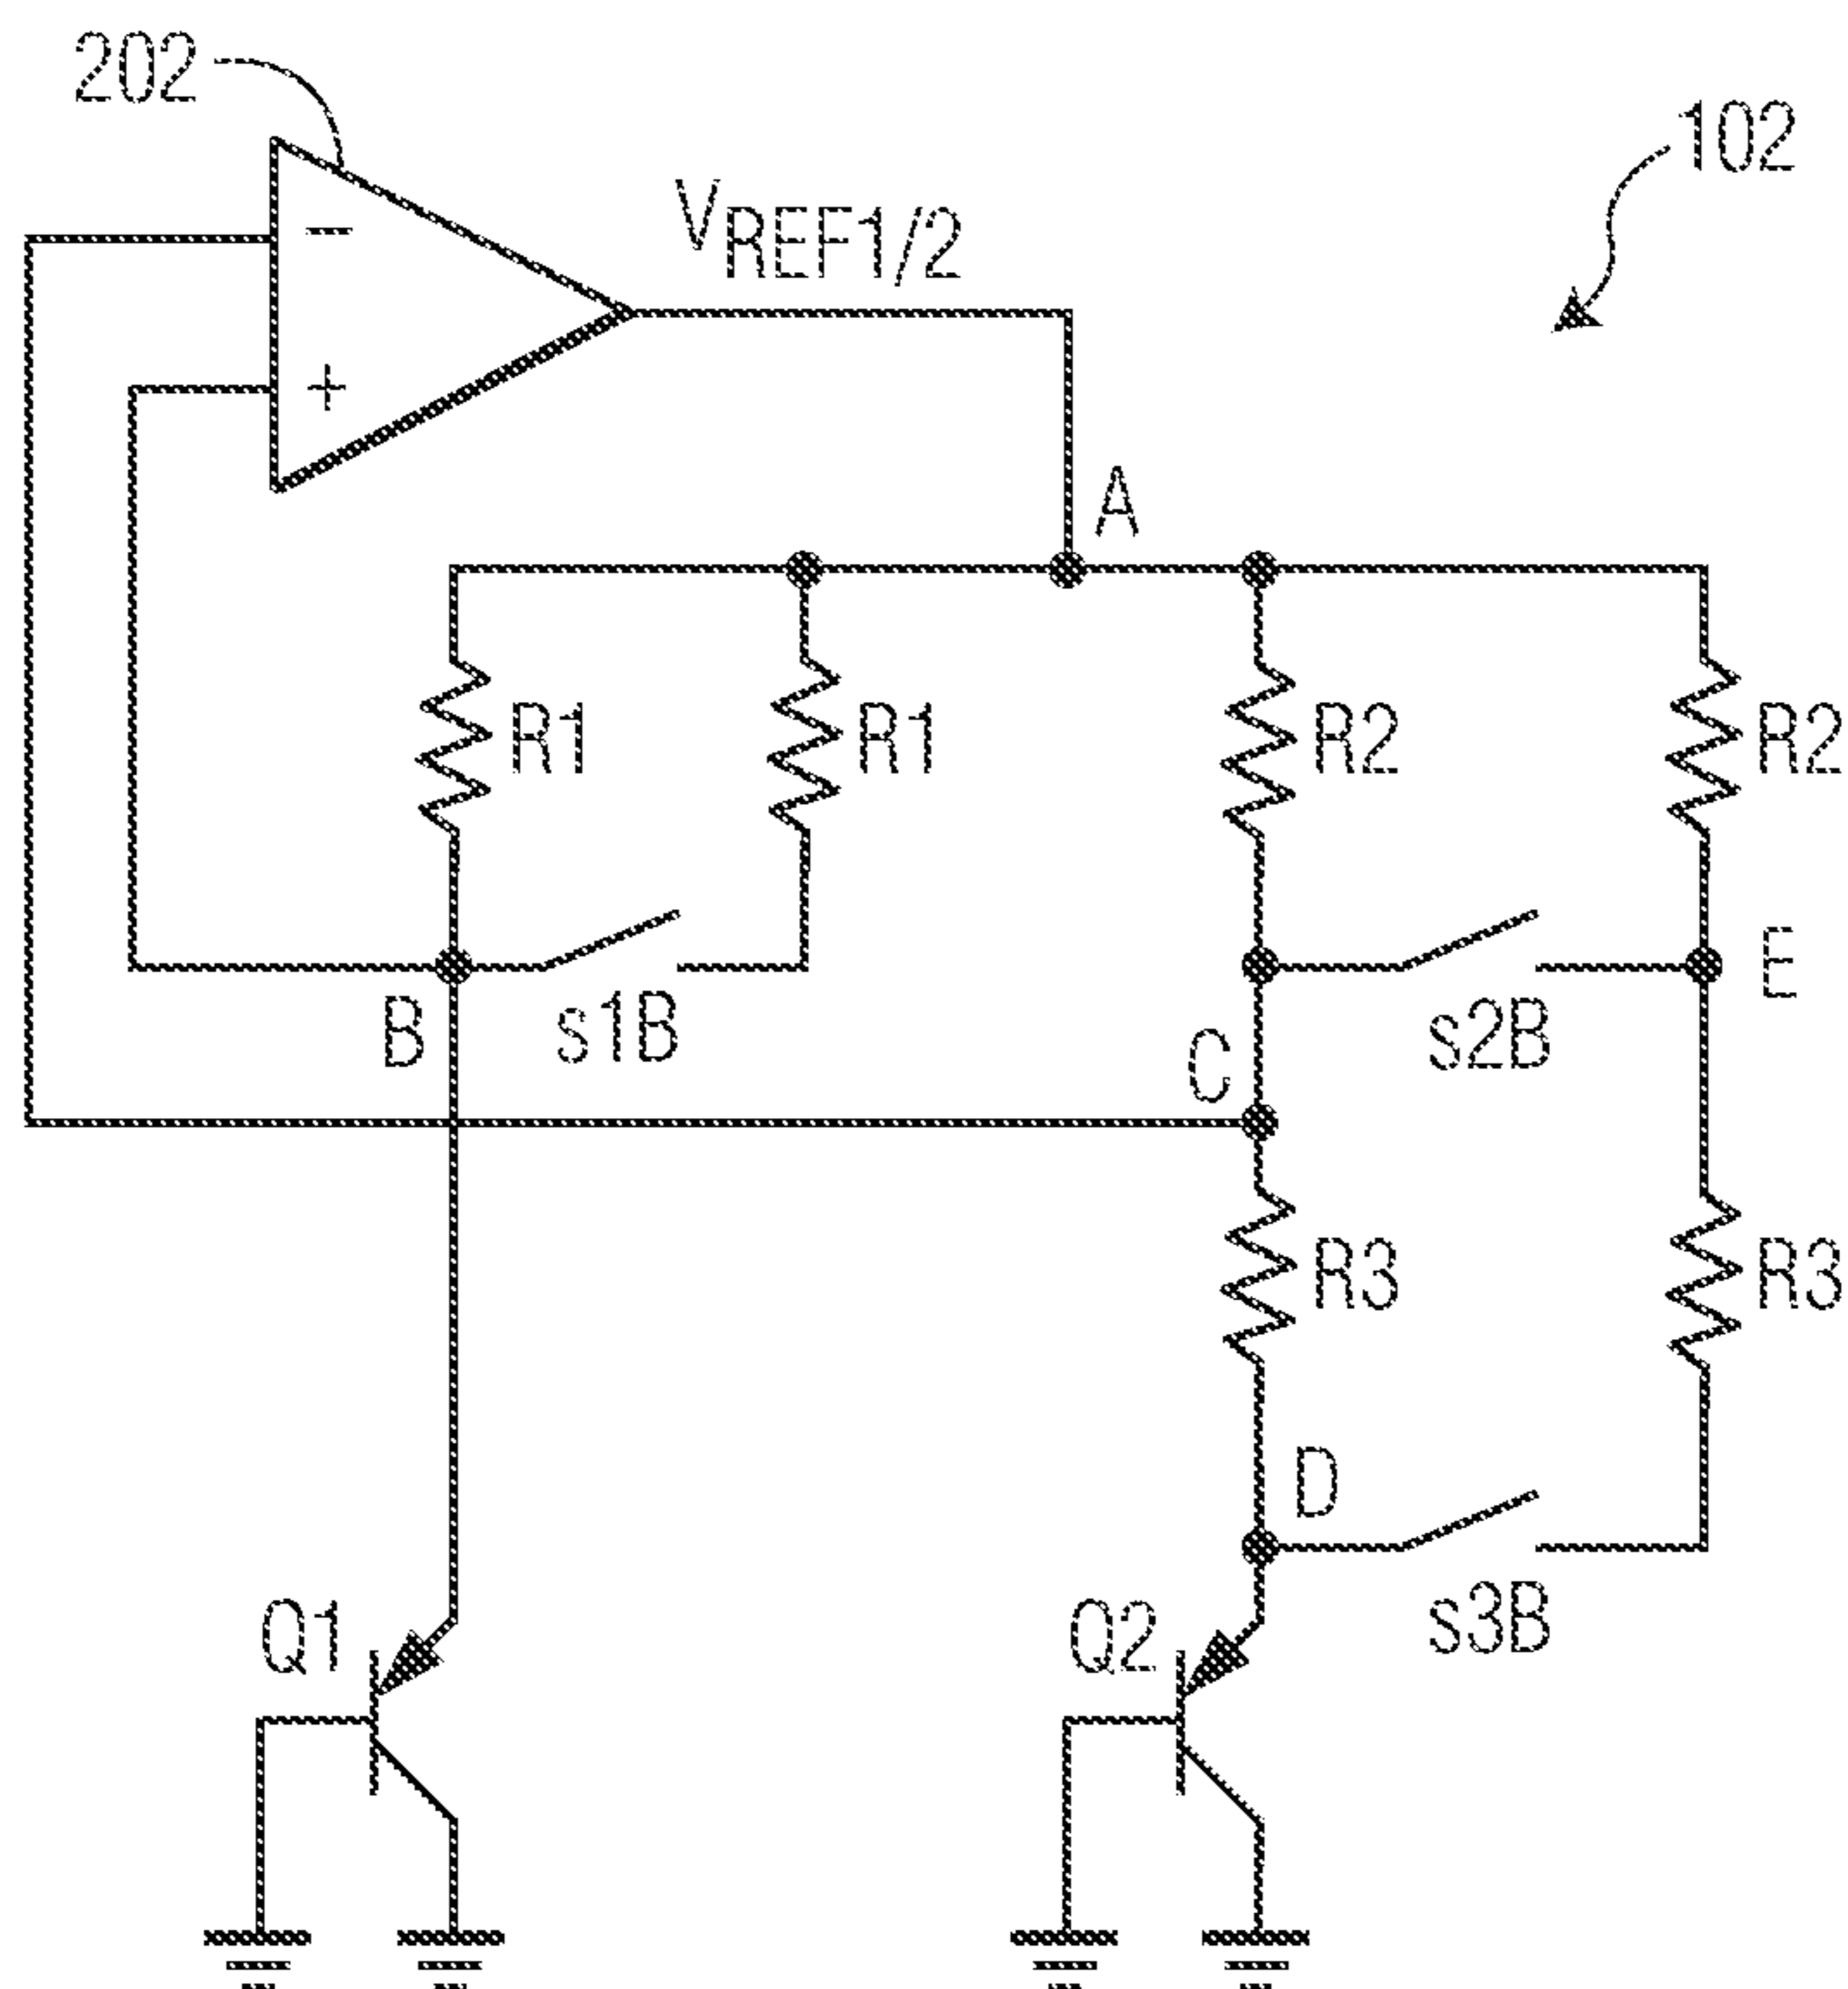 202
102
VREF1/2
−
+
A
R1
R1
R2
R2
B
s1B
C
s2B
E
R3
R3
D
s3B
Q1
Q2